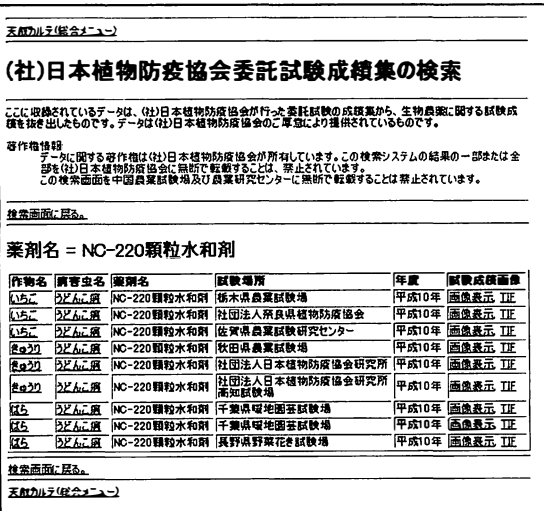 天敵カルテ(総合メニュー)
(社)日本植物防疫協会委託試験成績集の検索
ここに収録されているデータは、(社)日本植物防疫協会が行った委託試験の成績集から、生物農薬に関する試験成
績を抜き出したものです。データは(社)日本植物防疫協会のご厚意により提供されているものです。
著作権情報
データに関する著作権は(社)日本植物防疫協会が所有しています。この検索システムの結果の一部または全
部を(社)日本植物防疫協会に無断で転載することは、禁止されています。
この検索画面を中国農業試験場及び農業研究センターに無断で転載することは禁止されています。
検索画面に戻る。
薬剤名 = NC-220顆粒水和剤
作物名 病害虫名 薬剤名 試験場所 年度 試験成績画像
いちご うどんこ病 NC-220顆粒水和剤 栃木県農業試験場 平成10年 画像表示 TIF
いちご うどんこ病 NC-220顆粒水和剤 社団法人奈良県植物防疫協会 平成10年 画像表示 TIF
いちご うどんこ病 NC-220顆粒水和剤 佐賀県農業試験研究センター 平成10年 画像表示 TIF
きゅうり うどんこ病 NC-220顆粒水和剤 秋田県農業試験場 平成10年 画像表示 TIF
きゅうり うどんこ病 NC-220顆粒水和剤 社団法人日本植物防疫協会研究所 平成10年 画像表示 TIF
きゅうり うどんこ病 NC-220顆粒水和剤 社団法人日本植物防疫協会研究所 平成10年 画像表示 TIF
高知試験場
ばら うどんこ病 NC-220顆粒水和剤 千葉県暖地園芸試験場 平成10年 画像表示 TIF
ばら うどんこ病 NC-220顆粒水和剤 千葉県暖地園芸試験場 平成10年 画像表示 TIF
ばら うどんこ病 NC-220顆粒水和剤 長野県野菜花き試験場 平成10年 画像表示 TIF
検索画面に戻る。
天敵カルテ(総合メニュー)